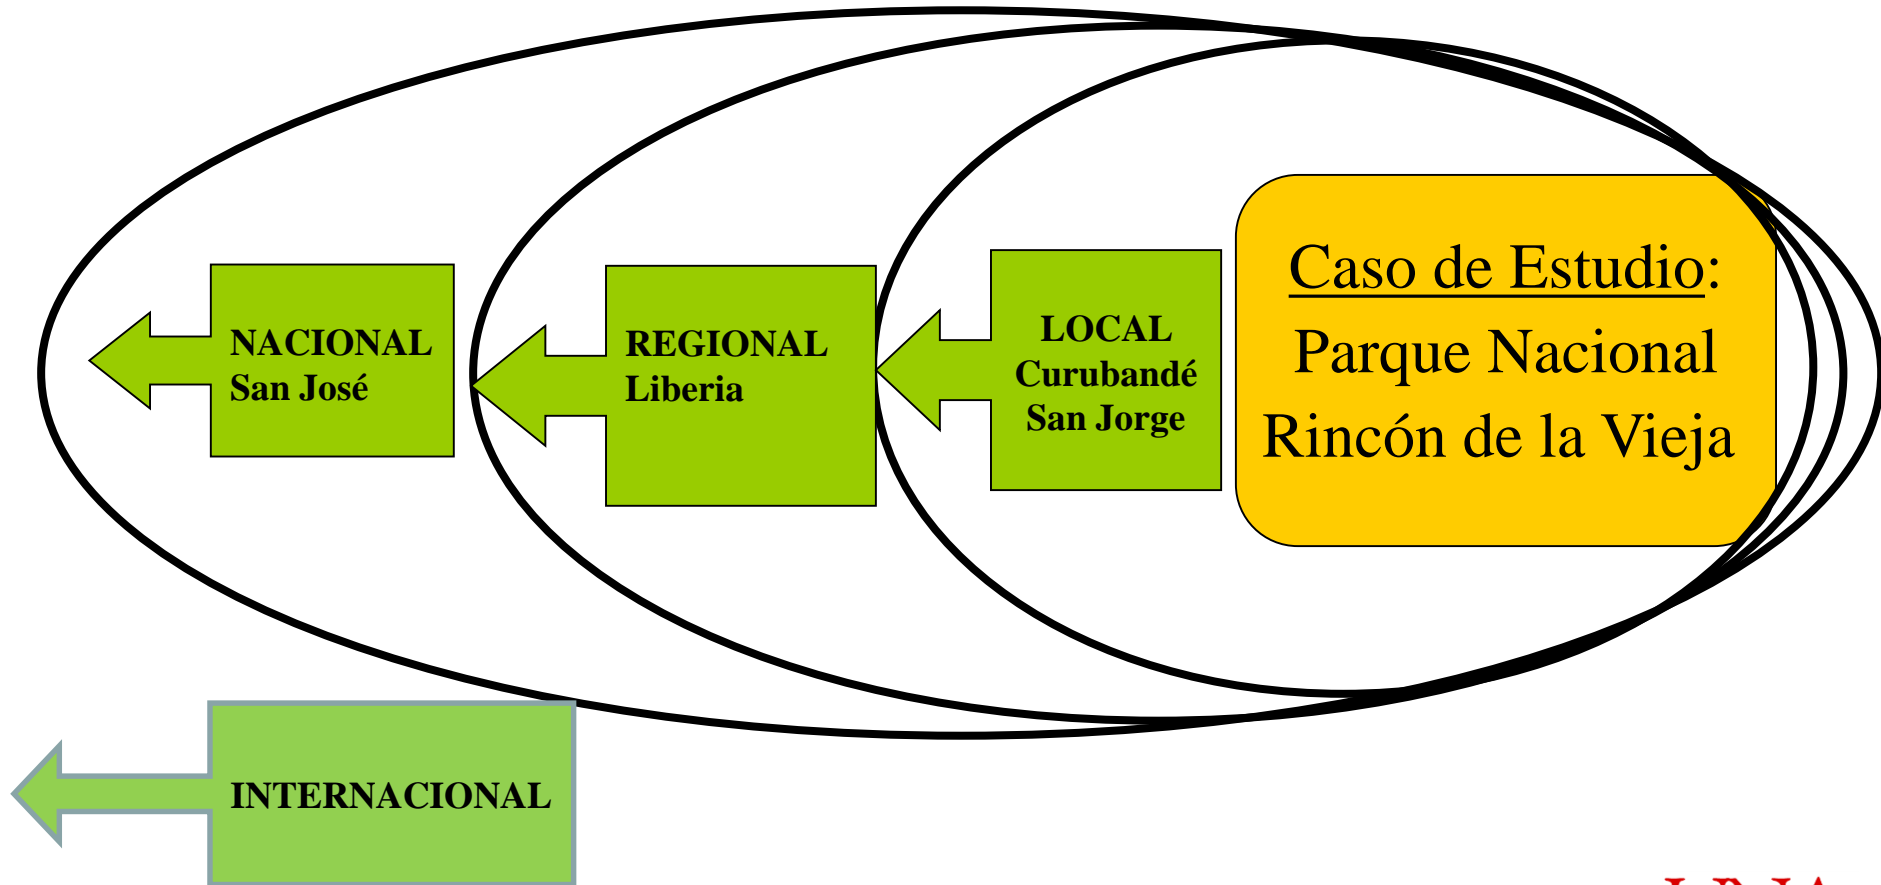 Caso de Estudio:
Parque Nacional
Rincón de la Vieja
LOCAL
Curubandé
San Jorge
REGIONAL
Liberia
NACIONAL
San José
INTERNACIONAL